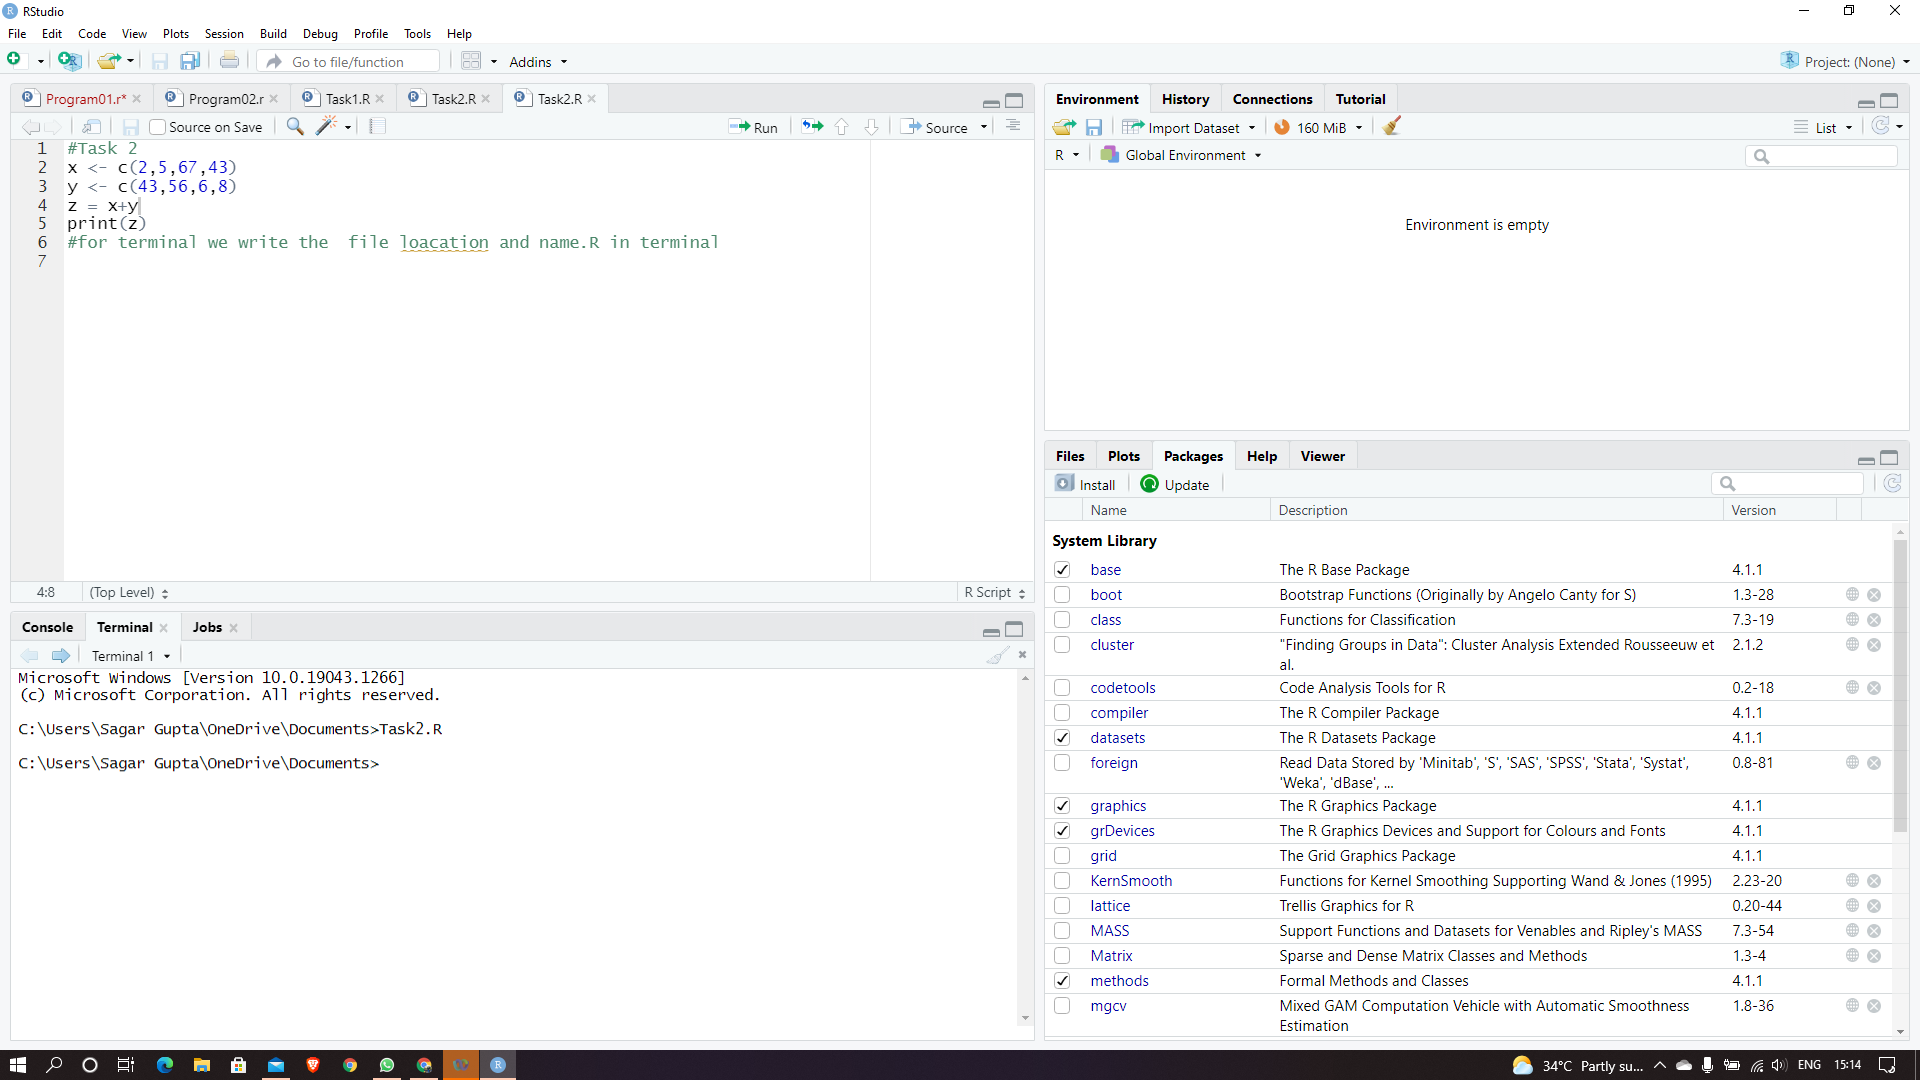 RStudio
File Edit Code View Plots Session Build Debug Profile Tools Help
Go to file/function Addins Project: (None)
Program01.r* Program02.r Task1.R Task2.R Task2.R
Source on Save Run Source
1 #Task 2
2 x <- c(2,5,67,43)
3 y <- c(43,56,6,8)
4 z = x+y
5 print(z)
6 #for terminal we write the  file loacation and name.R in terminal
7
4:8 (Top Level) R Script
Console Terminal Jobs
Terminal 1
Microsoft Windows [Version 10.0.19043.1266]
(c) Microsoft Corporation. All rights reserved.
C:\Users\Sagar Gupta\OneDrive\Documents>Task2.R
C:\Users\Sagar Gupta\OneDrive\Documents>
Environment History Connections Tutorial
Import Dataset 160 MiB List
R Global Environment
Environment is empty
Files Plots Packages Help Viewer
Install Update
Name Description Version
System Library
base The R Base Package 4.1.1
boot Bootstrap Functions (Originally by Angelo Canty for S) 1.3-28
class Functions for Classification 7.3-19
cluster "Finding Groups in Data": Cluster Analysis Extended Rousseeuw et 2.1.2
al.
codetools Code Analysis Tools for R 0.2-18
compiler The R Compiler Package 4.1.1
datasets The R Datasets Package 4.1.1
foreign Read Data Stored by 'Minitab', 'S', 'SAS', 'SPSS', 'Stata', 'Systat', 0.8-81
'Weka', 'dBase', ...
graphics The R Graphics Package 4.1.1
grDevices The R Graphics Devices and Support for Colours and Fonts 4.1.1
grid The Grid Graphics Package 4.1.1
KernSmooth Functions for Kernel Smoothing Supporting Wand & Jones (1995) 2.23-20
lattice Trellis Graphics for R 0.20-44
MASS Support Functions and Datasets for Venables and Ripley's MASS 7.3-54
Matrix Sparse and Dense Matrix Classes and Methods 1.3-4
methods Formal Methods and Classes 4.1.1
mgcv Mixed GAM Computation Vehicle with Automatic Smoothness 1.8-36
Estimation
34°C Partly su... ENG 15:14